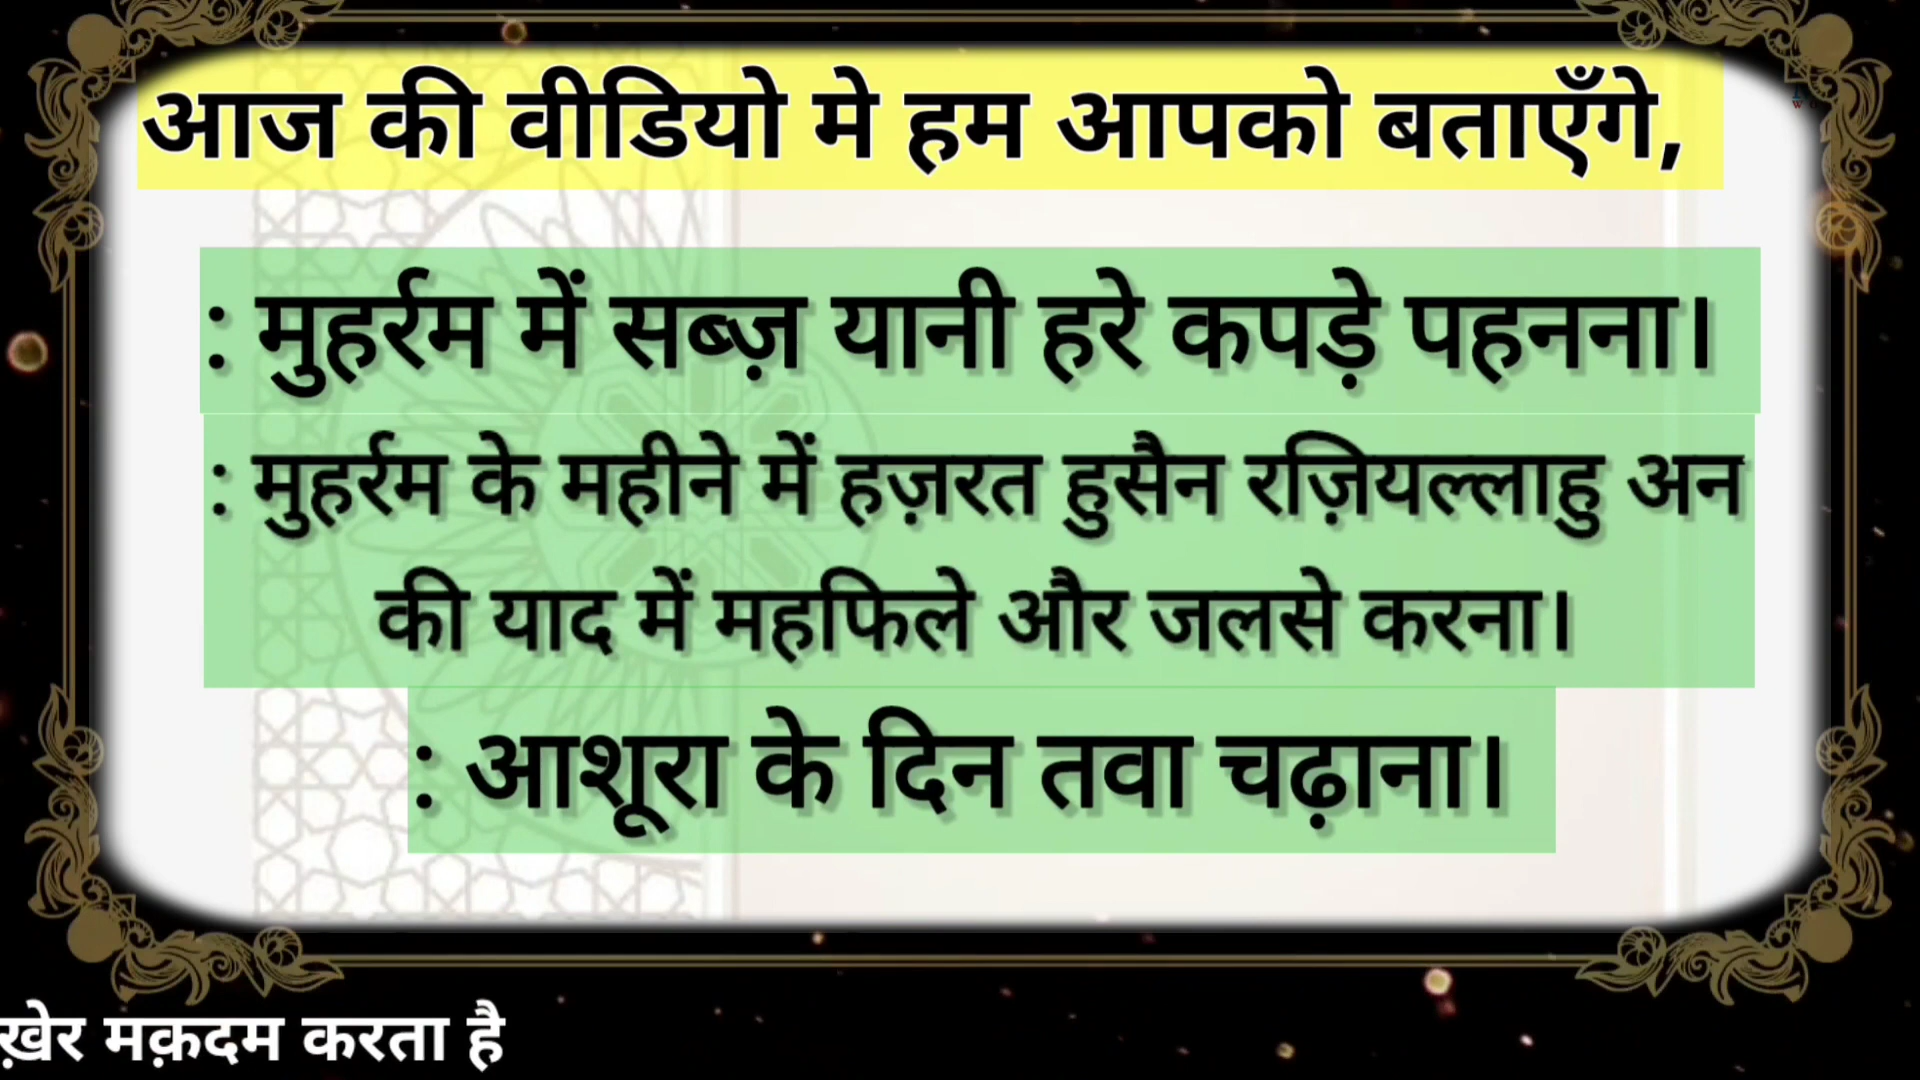 आज की वीडियो मे हम आपको बताएँगे,
: मुहर्रम में सब्ज़ यानी हरे कपड़े पहनना।
: मुहर्रम के महीने में हज़रत हुसैन रज़ियल्लाहु अन
की याद में महफिले और जलसे करना।
: आशूरा के दिन तवा चढ़ाना।
ख़ेर मक़दम करता है